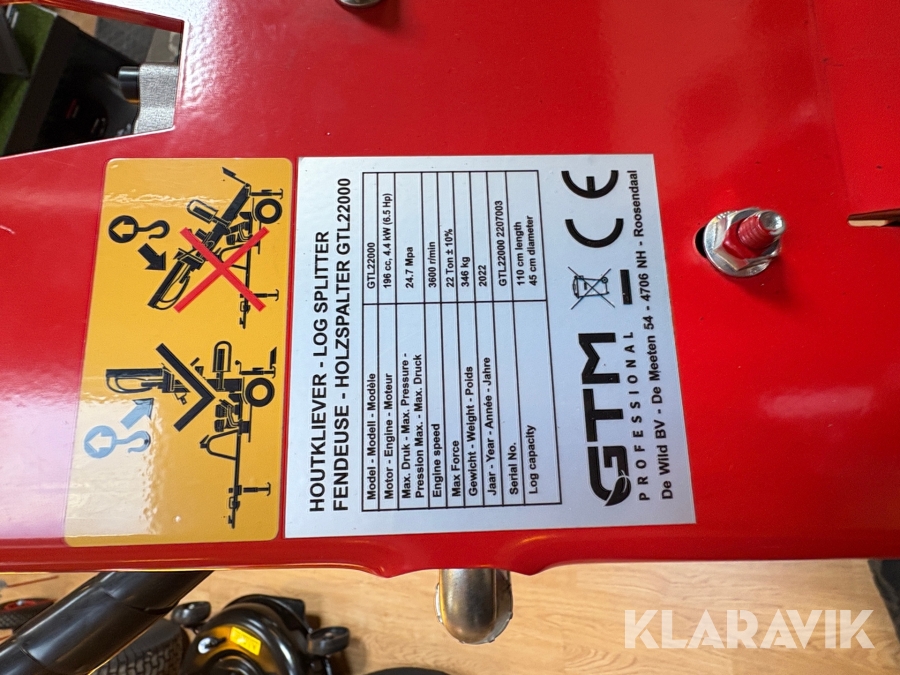 HOUTKLIEVER - LOG SPLITTER
FENDEUSE - HOLZSPALTER GTL22000
Model - Modell - Modèle GTL22000
Motor - Engine - Moteur 196 cc, 4.4 kW (6.5 Hp)
Max. Druk - Max. Pressure -
Pression Max. - Max. Druck 24.7 Mpa
Engine speed 3600 r/min
Max Force 22 Ton ± 10%
Gewicht - Weight - Poids 346 kg
Jaar - Year - Année - Jahre 2022
Serial No. GTL22000 2207003
Log capacity 110 cm length
45 cm diameter
GTM
PROFESSIONAL
CE
De Wild BV - De Meeten 54 - 4706 NH - Roosendaal
KLARAVIK